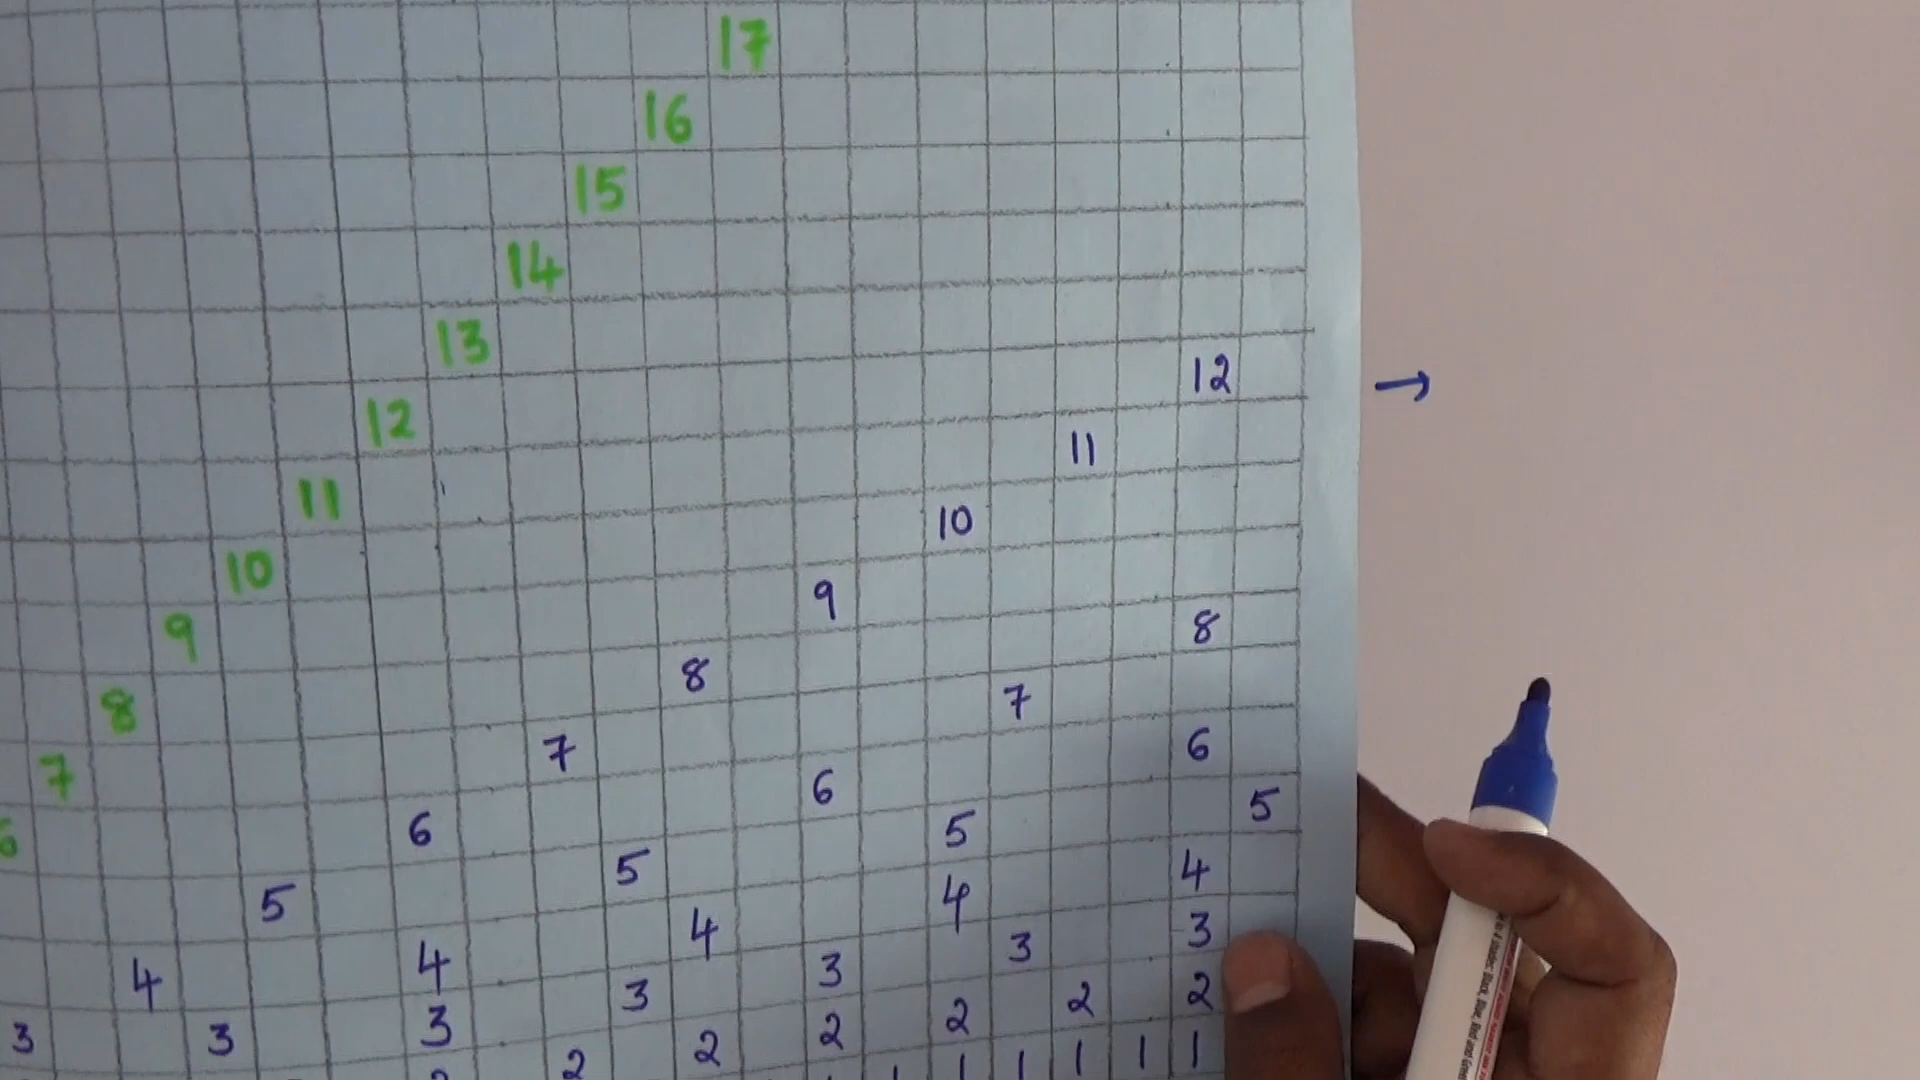 17
16
15
14
13
12 12 →
11 11
10 10
9 9
8 8 8
7 7 7
6 6 6 6
5 5 5 5
4 4 4 4 4
3 3 3 3 3 3 3
2 2 2 2 2 2
1 1 1 1 1